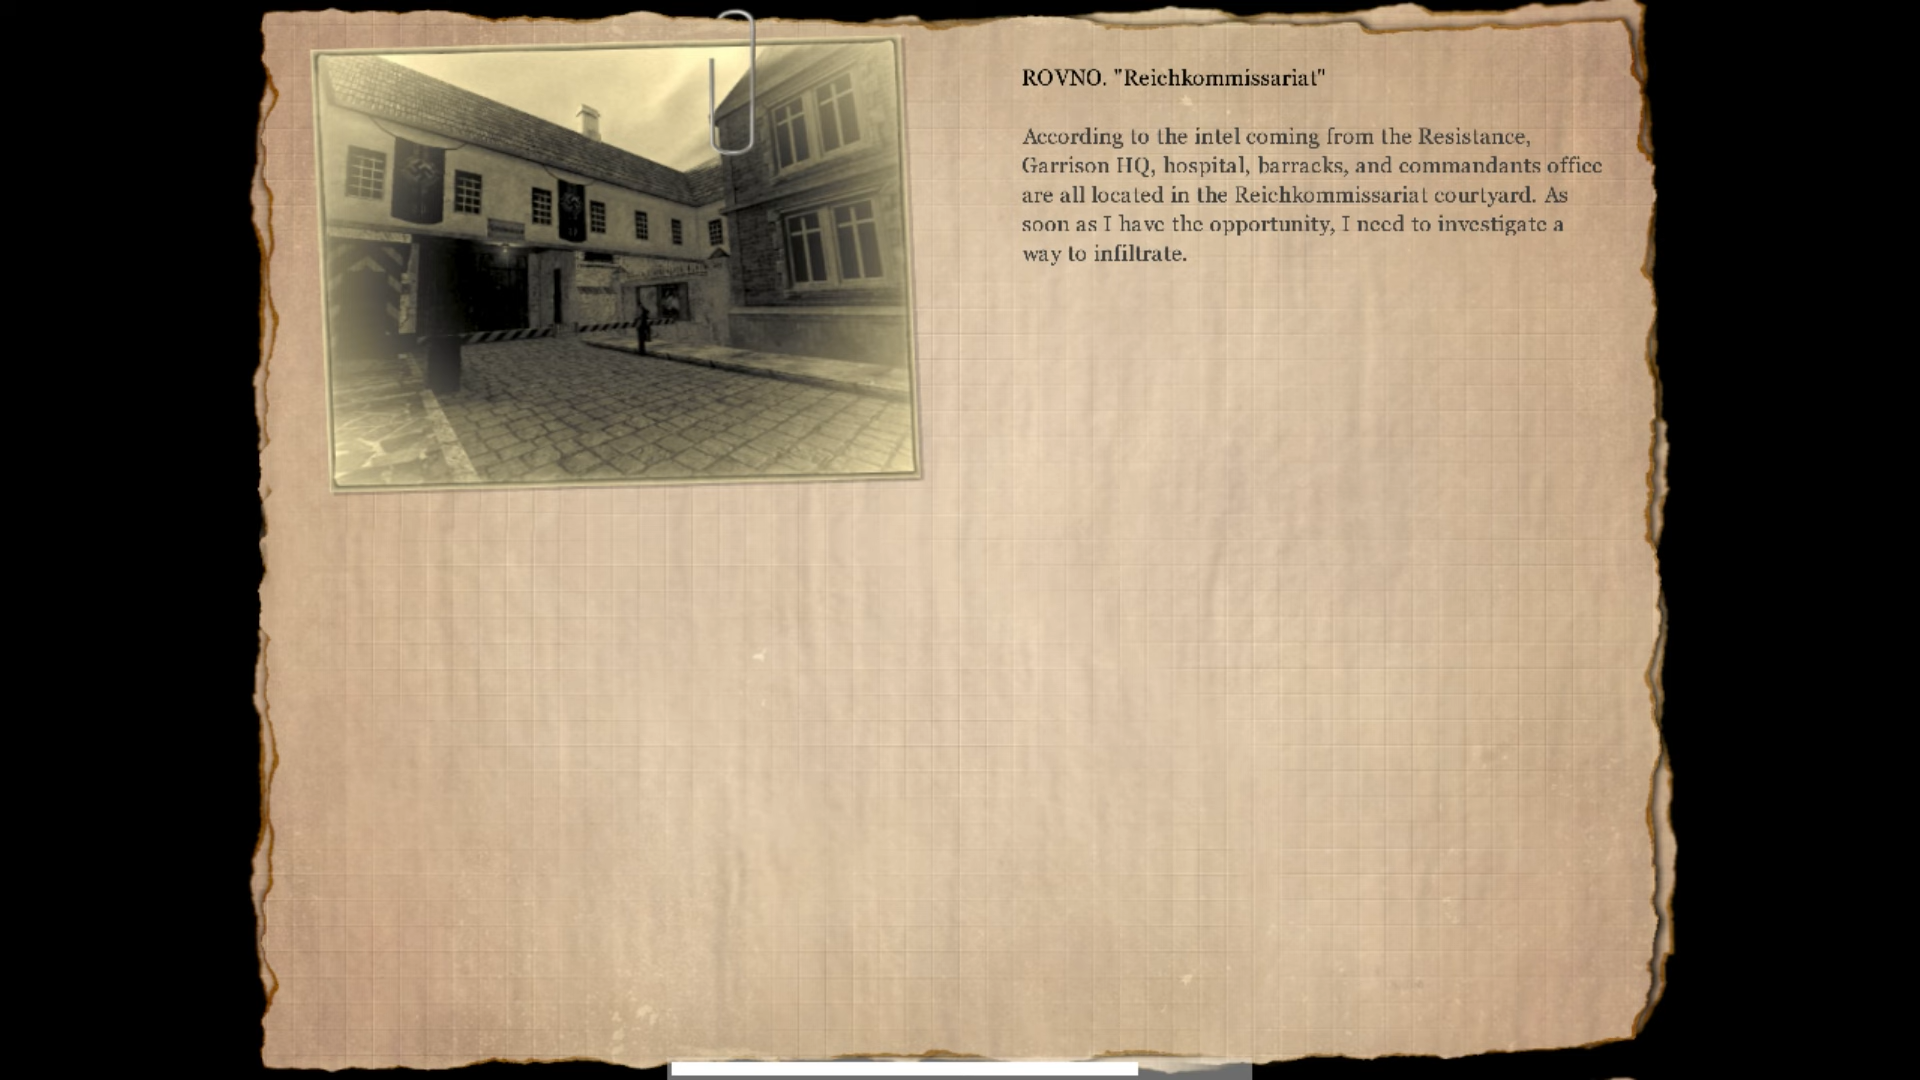 ROVNO. "Reichkommissariat"
According to the intel coming from the Resistance,
Garrison HQ, hospital, barracks, and commandants office
are all located in the Reichkommissariat courtyard. As
soon as I have the opportunity, I need to investigate a
way to infiltrate.